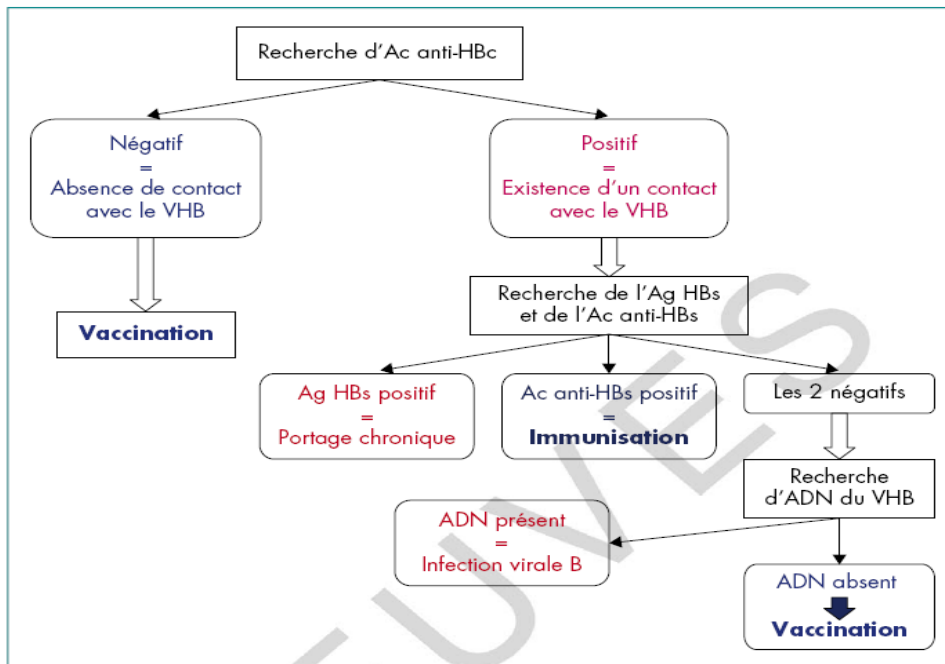 Recherche d'Ac anti-HBc
Négatif
=
Absence de contact
avec le VHB
Positif
=
Existence d'un contact
avec le VHB
Vaccination
Recherche de l'Ag HBs
et de l'Ac anti-HBs
Ag HBs positif
=
Portage chronique
Ac anti-HBs positif
=
Immunisation
Les 2 négatifs
Recherche
d'ADN du VHB
ADN présent
=
Infection virale B
ADN absent
Vaccination
EUVES